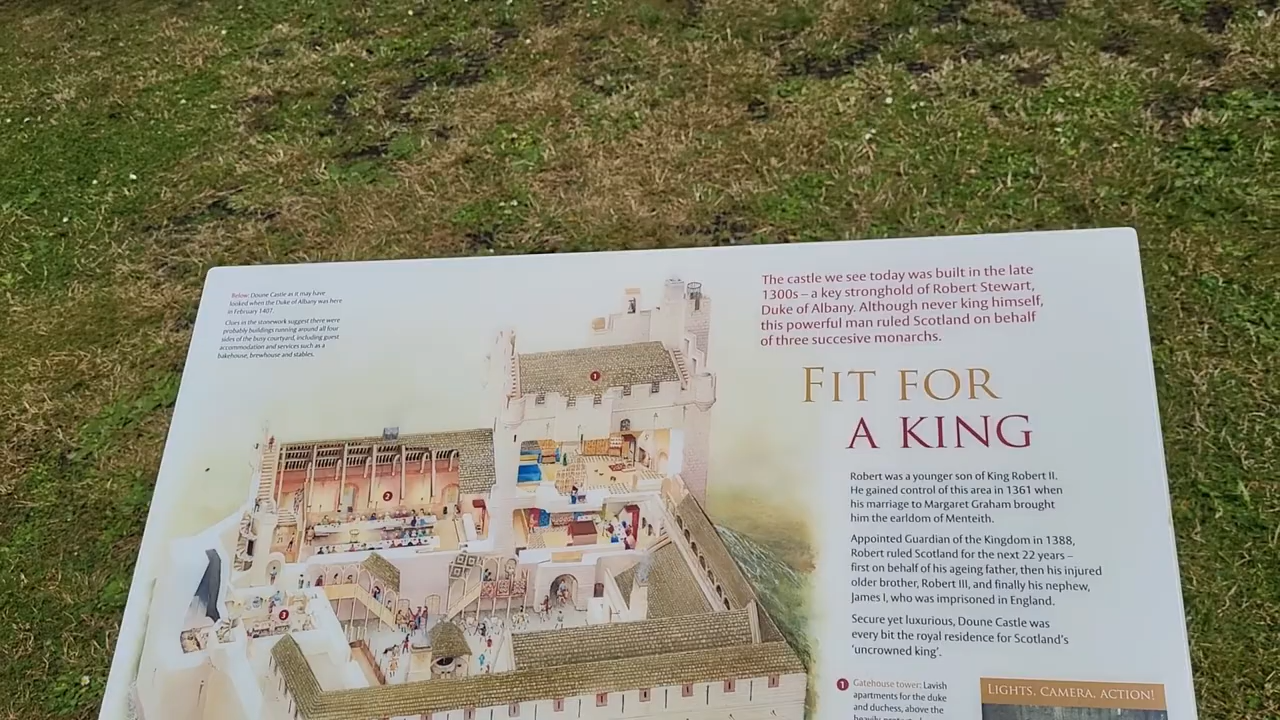 Below: Doune Castle as it may have
looked when the Duke of Albany was here
in February 1407.
Clues in the stonework suggest there were
probably buildings running around all four
sides of the busy courtyard, including guest
accommodation and services such as a
bakehouse, brewhouse and stables.
The castle we see today was built in the late
1300s – a key stronghold of Robert Stewart,
Duke of Albany. Although never king himself,
this powerful man ruled Scotland on behalf
of three succesive monarchs.
FIT FOR
A KING
Robert was a younger son of King Robert II.
He gained control of this area in 1361 when
his marriage to Margaret Graham brought
him the earldom of Menteith.
Appointed Guardian of the Kingdom in 1388,
Robert ruled Scotland for the next 22 years –
first on behalf of his ageing father, then his injured
older brother, Robert III, and finally his nephew,
James I, who was imprisoned in England.
Secure yet luxurious, Doune Castle was
every bit the royal residence for Scotland's
'uncrowned king'.
1
2
3
1 Gatehouse tower: Lavish
apartments for the duke
and duchess, above the
LIGHTS, CAMERA, ACTION!